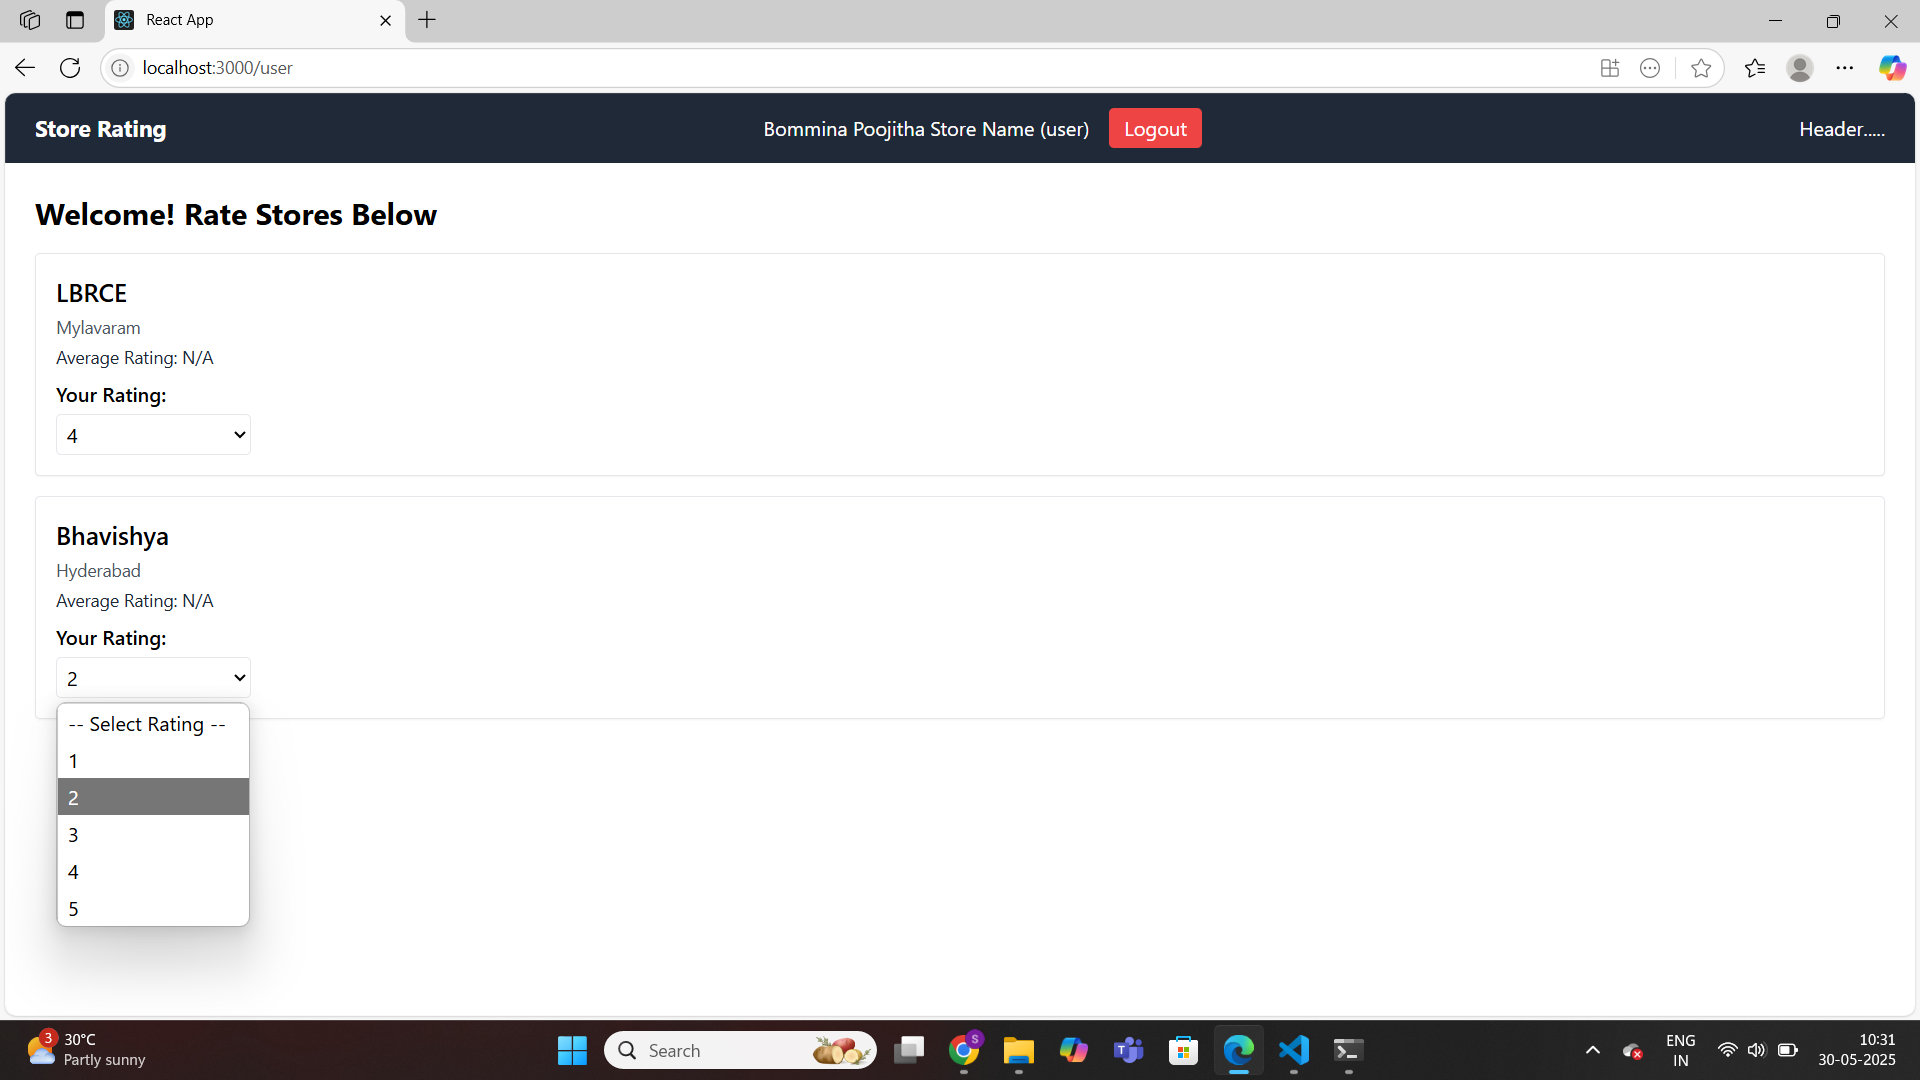 React App
localhost:3000/user
Store Rating
Bommina Poojitha Store Name (user)
Logout
Header.....
Welcome! Rate Stores Below
LBRCE
Mylavaram
Average Rating: N/A
Your Rating:
4
Bhavishya
Hyderabad
Average Rating: N/A
Your Rating:
2
-- Select Rating --
1
2
3
4
5
3
30°C
Partly sunny
Search
S
T
ENG
IN
10:31
30-05-2025